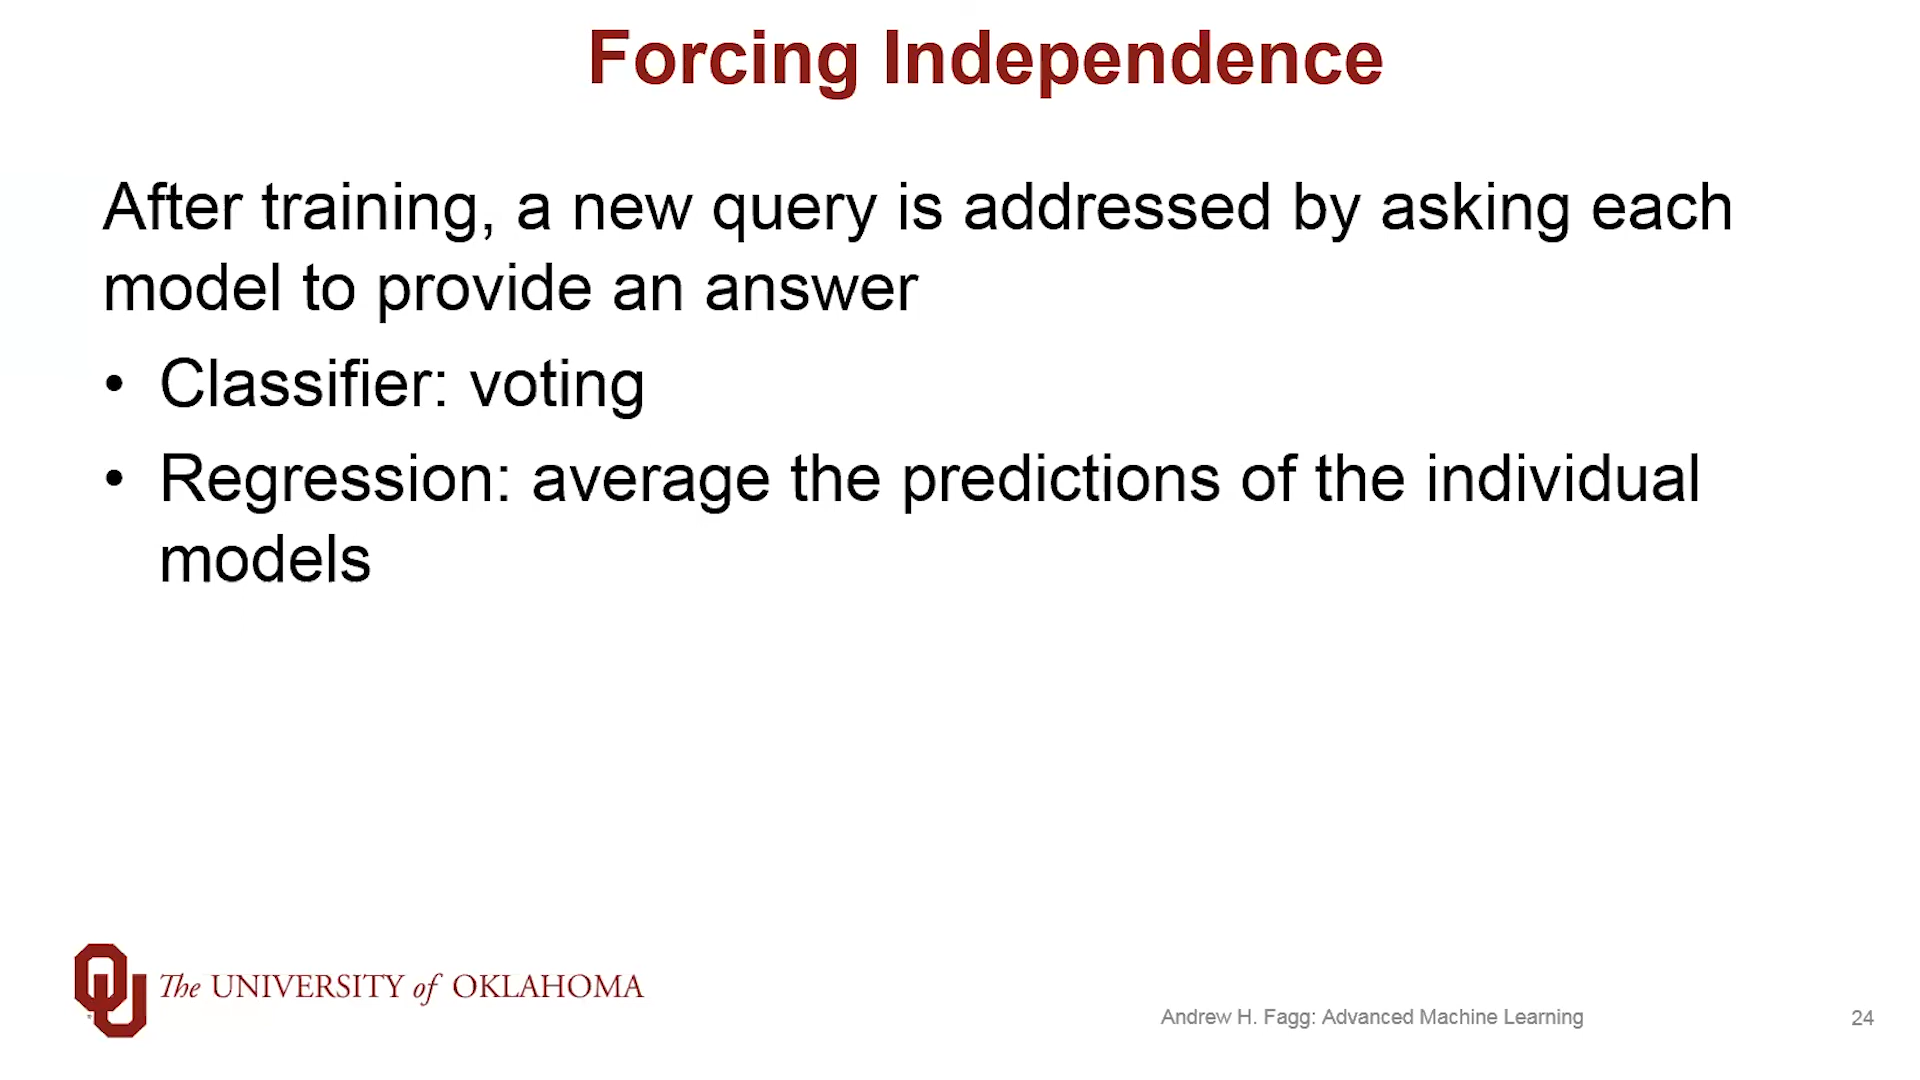 Forcing Independence
After training, a new query is addressed by asking each
model to provide an answer
• Classifier: voting
• Regression: average the predictions of the individual
models
The UNIVERSITY of OKLAHOMA
Andrew H. Fagg: Advanced Machine Learning
24